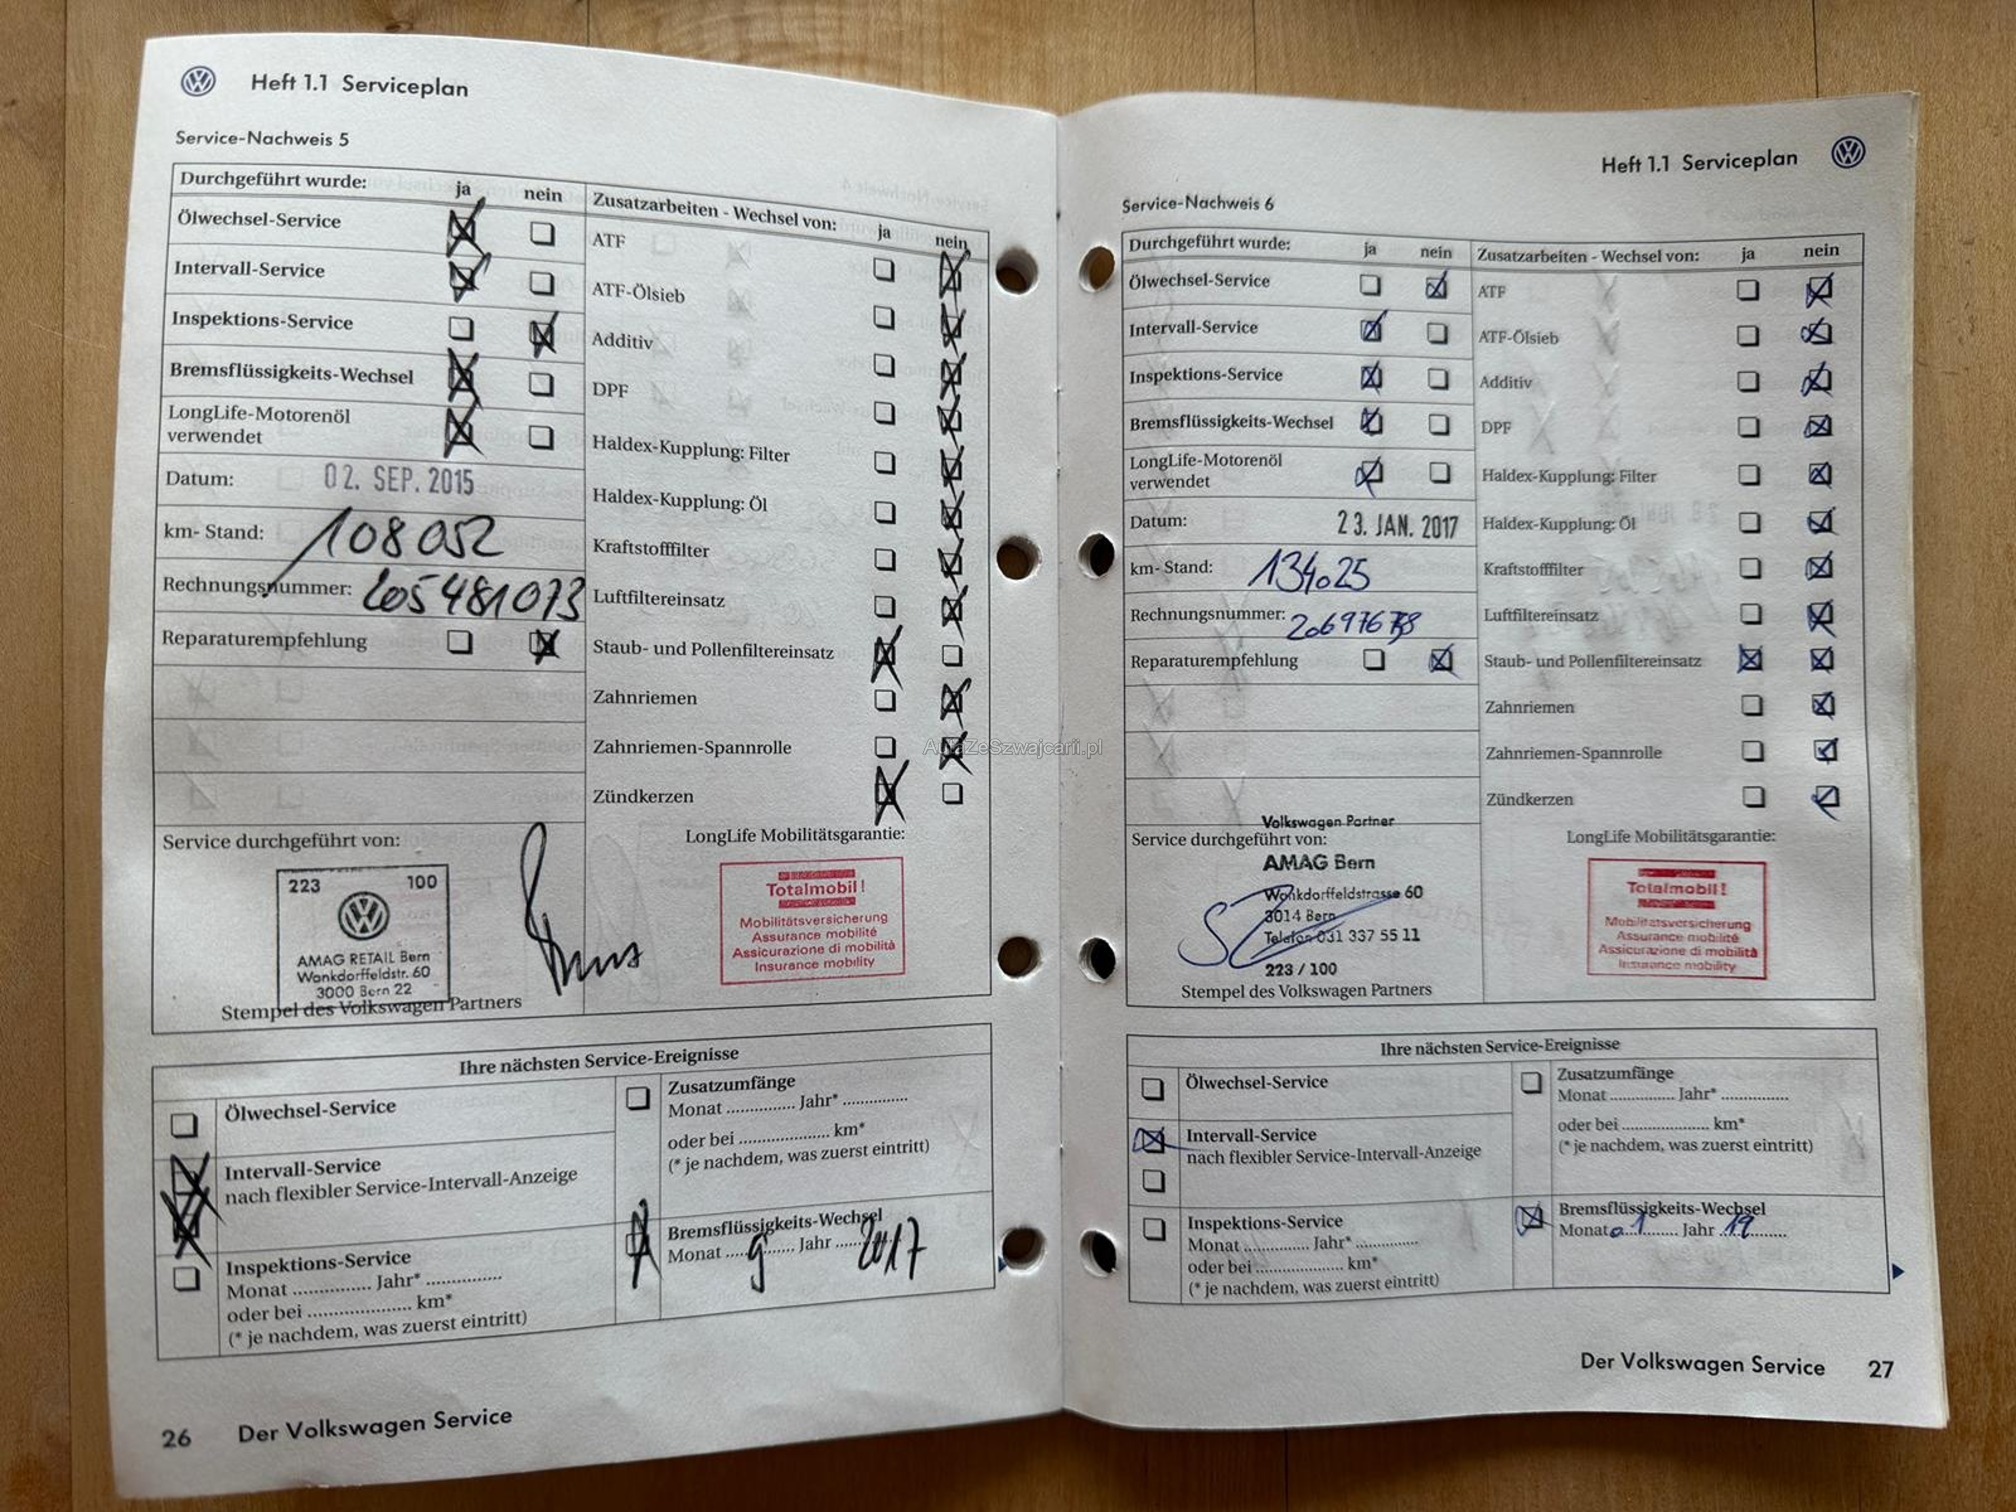 Heft 1.1 Serviceplan
Service-Nachweis 5
Durchgeführt wurde: ja nein
Ölwechsel-Service
Intervall-Service
Inspektions-Service
Bremsflüssigkeits-Wechsel
LongLife-Motorenöl
verwendet
Datum: 02. SEP. 2015
km- Stand: 108052
Rechnungsnummer: 205481073
Reparaturempfehlung
Zusatzarbeiten - Wechsel von: ja nein
ATF
ATF-Ölsieb
Additiv
DPF
Haldex-Kupplung: Filter
Haldex-Kupplung: Öl
Kraftstofffilter
Luftfiltereinsatz
Staub- und Pollenfiltereinsatz
Zahnriemen
Zahnriemen-Spannrolle
Zündkerzen
Service durchgeführt von:
223 100
AMAG RETAIL Bern
Wankdorffeldstr. 60
3000 Bern 22
Stempel des Volkswagen Partners
LongLife Mobilitätsgarantie:
Totalmobil!
Mobilitätsversicherung
Assurance mobilité
Assicurazione di mobilità
Insurance mobility
Ihre nächsten Service-Ereignisse
Ölwechsel-Service
Intervall-Service
nach flexibler Service-Intervall-Anzeige
Inspektions-Service
Monat ................ Jahr* ...............
oder bei ..................... km*
(* je nachdem, was zuerst eintritt)
Zusatzumfänge
Monat ............... Jahr* ..............
oder bei .................... km*
(* je nachdem, was zuerst eintritt)
Bremsflüssigkeits-Wechsel
Monat ....9...... Jahr .....2017
26 Der Volkswagen Service
Heft 1.1 Serviceplan
Service-Nachweis 6
Durchgeführt wurde: ja nein
Ölwechsel-Service
Intervall-Service
Inspektions-Service
Bremsflüssigkeits-Wechsel
LongLife-Motorenöl
verwendet
Datum: 23. JAN. 2017
km- Stand: 134025
Rechnungsnummer:
Reparaturempfehlung
Zusatzarbeiten - Wechsel von: ja nein
ATF
ATF-Ölsieb
Additiv
DPF
Haldex-Kupplung: Filter
Haldex-Kupplung: Öl
Kraftstofffilter
Luftfiltereinsatz
Staub- und Pollenfiltereinsatz
Zahnriemen
Zahnriemen-Spannrolle
Zündkerzen
Volkswagen Partner
Service durchgeführt von:
AMAG Bern
Wankdorffeldstrasse 60
3014 Bern
Telefon 031 337 55 11
223 / 100
Stempel des Volkswagen Partners
LongLife Mobilitätsgarantie:
Totalmobil!
Mobilitätsversicherung
Assurance mobilité
Assicurazione di mobilità
Insurance mobility
Ihre nächsten Service-Ereignisse
Ölwechsel-Service
Intervall-Service
nach flexibler Service-Intervall-Anzeige
Inspektions-Service
Monat ............... Jahr* ..............
oder bei .................... km*
(* je nachdem, was zuerst eintritt)
Zusatzumfänge
Monat ............... Jahr* ...............
oder bei .................... km*
(* je nachdem, was zuerst eintritt)
Bremsflüssigkeits-Wechsel
Monat 01......... Jahr ..19.........
Der Volkswagen Service 27
AutaZeSzwajcarii.pl